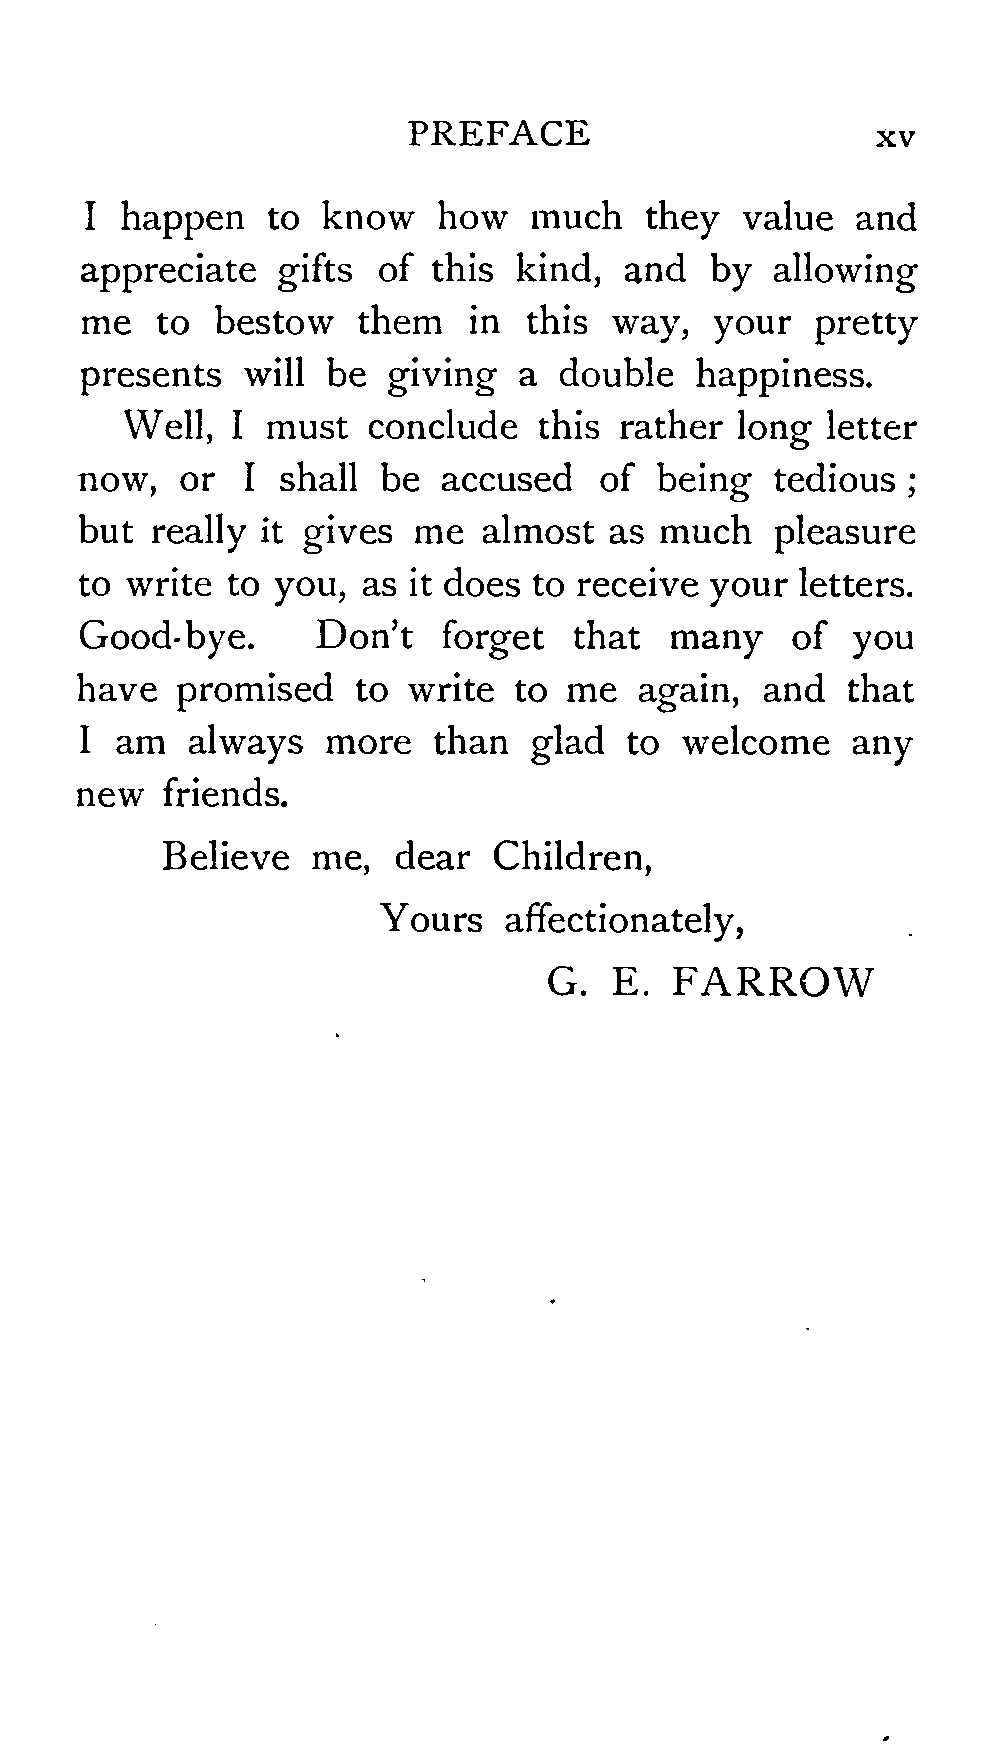 PREFACE xv
I happen to know how much they value and
appreciate gifts of this kind, and by allowing
me to bestow them in this way, your pretty
presents will be giving a double happiness.
Well, I must conclude this rather long letter
now, or I shall be accused of being tedious ;
but really it gives me almost as much pleasure
to write to you, as it does to receive your letters.
Good-bye. Don't forget that many of you
have promised to write to me again, and that
I am always more than glad to welcome any
new friends.
Believe me, dear Children,
Yours affectionately,
G. E. FARROW